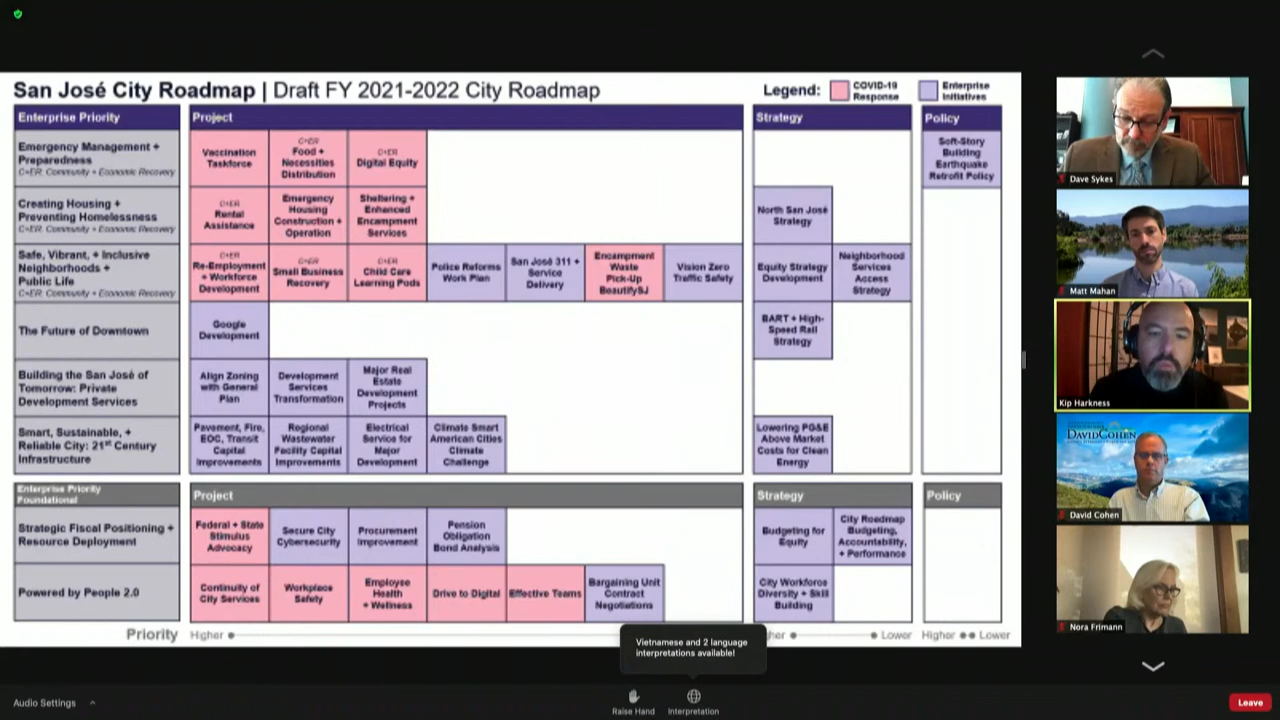 San José City Roadmap | Draft FY 2021-2022 City Roadmap
Legend:
COVID-19
Response
Enterprise
Initiatives
Enterprise Priority
Project
Strategy
Policy
Emergency Management +
Preparedness
C+ER: Community + Economic Recovery
Vaccination
Taskforce
C+ER
Food +
Necessities
Distribution
C+ER
Digital Equity
Soft-Story
Building
Earthquake
Retrofit Policy
Creating Housing +
Preventing Homelessness
C+ER: Community + Economic Recovery
C+ER
Rental
Assistance
Emergency
Housing
Construction +
Operation
Sheltering +
Enhanced
Encampment
Services
North San José
Strategy
Safe, Vibrant, + Inclusive
Neighborhoods +
Public Life
C+ER: Community + Economic Recovery
C+ER
Re-Employment
+ Workforce
Development
C+ER
Small Business
Recovery
C+ER
Child Care
Learning Pods
Police Reforms
Work Plan
San José 311 +
Service
Delivery
Encampment
Waste
Pick-Up
BeautifySJ
Vision Zero
Traffic Safety
Equity Strategy
Development
Neighborhood
Services
Access
Strategy
The Future of Downtown
Google
Development
BART + High-
Speed Rail
Strategy
Building the San José of
Tomorrow: Private
Development Services
Align Zoning
with General
Plan
Development
Services
Transformation
Major Real
Estate
Development
Projects
Smart, Sustainable, +
Reliable City: 21st Century
Infrastructure
Pavement, Fire,
EOC, Transit
Capital
Improvements
Regional
Wastewater
Facility Capital
Improvements
Electrical
Service for
Major
Development
Climate Smart
American Cities
Climate
Challenge
Lowering PG&E
Above Market
Costs for Clean
Energy
Enterprise Priority
Foundational
Project
Strategy
Policy
Strategic Fiscal Positioning +
Resource Deployment
Federal + State
Stimulus
Advocacy
Secure City
Cybersecurity
Procurement
Improvement
Pension
Obligation
Bond Analysis
Budgeting for
Equity
City Roadmap
Budgeting,
Accountability,
+ Performance
Powered by People 2.0
Continuity of
City Services
Workplace
Safety
Employee
Health
+ Wellness
Drive to Digital
Effective Teams
Bargaining Unit
Contract
Negotiations
City Workforce
Diversity + Skill
Building
Priority
Higher
Lower
Higher
Lower
Vietnamese and 2 language
interpretations available!
Dave Sykes
Matt Mahan
Kip Harkness
DAVID COHEN
David Cohen
Nora Frimann
Audio Settings
Raise Hand
Interpretation
Leave